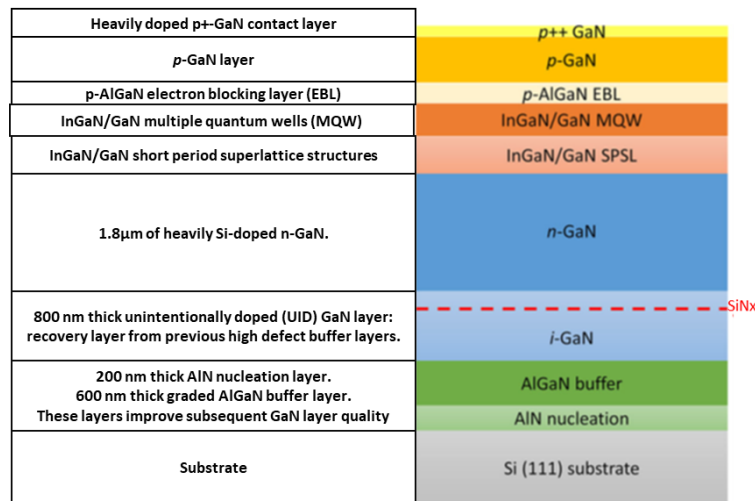 Heavily doped p+-GaN contact layer
p++ GaN
p-GaN layer
p-GaN
p-AlGaN electron blocking layer (EBL)
p-AlGaN EBL
InGaN/GaN multiple quantum wells (MQW)
InGaN/GaN MQW
InGaN/GaN short period superlattice structures
InGaN/GaN SPSL
1.8μm of heavily Si-doped n-GaN.
n-GaN
800 nm thick unintentionally doped (UID) GaN layer:
recovery layer from previous high defect buffer layers.
SiNx
i-GaN
200 nm thick AlN nucleation layer.
600 nm thick graded AlGaN buffer layer.
These layers improve subsequent GaN layer quality
AlGaN buffer
AlN nucleation
Substrate
Si (111) substrate